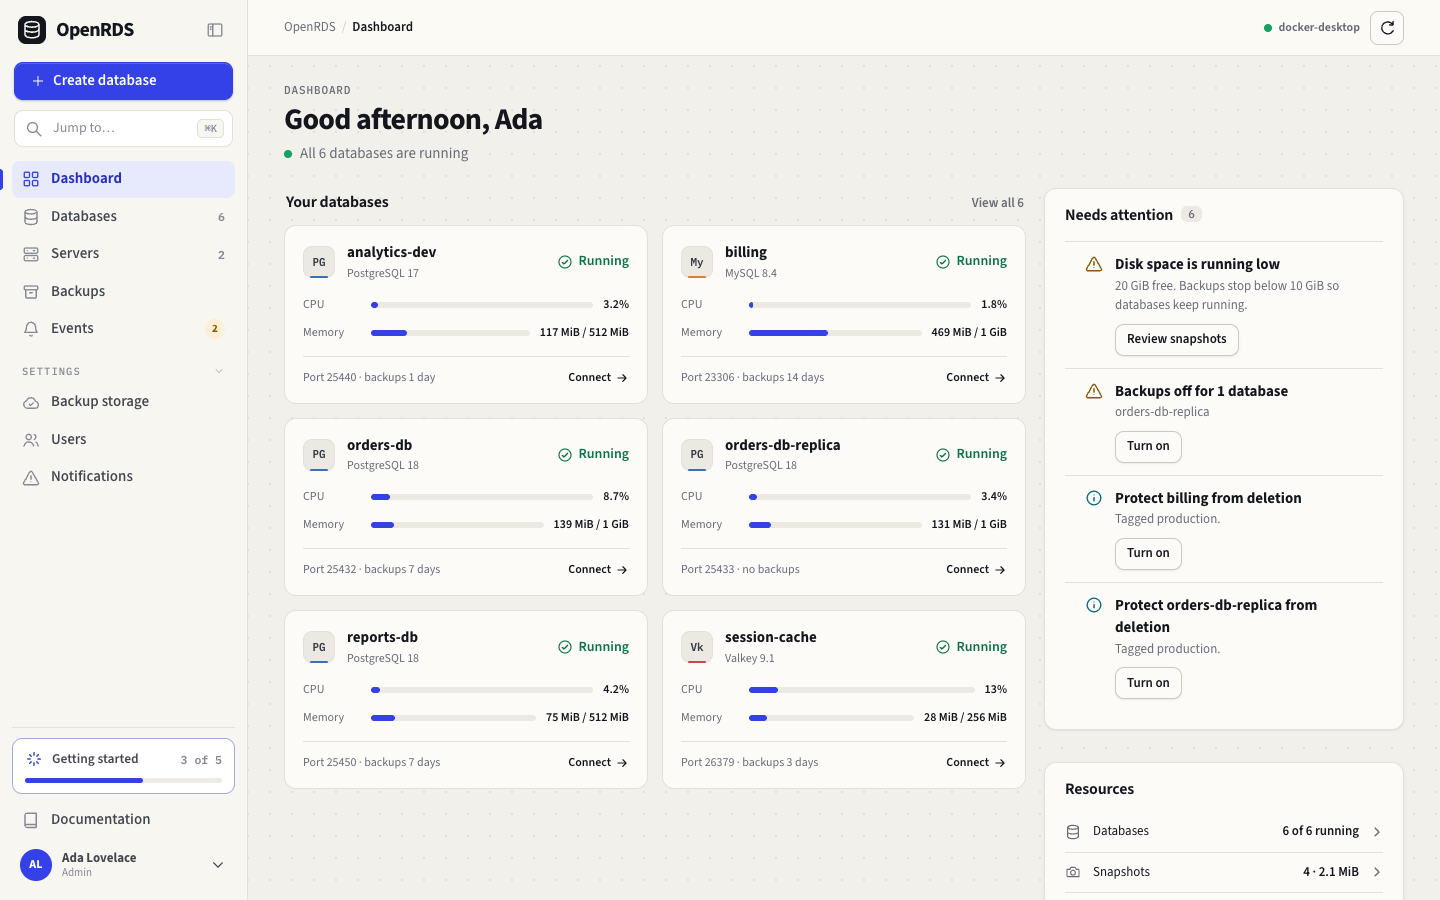 OpenRDS
Create database
Jump to…
⌘K
Dashboard
Databases 6
Servers 2
Backups
Events 2
SETTINGS
Backup storage
Users
Notifications
Getting started 3 of 5
Documentation
AL
Ada Lovelace
Admin
OpenRDS / Dashboard
docker-desktop
DASHBOARD
Good afternoon, Ada
All 6 databases are running
Your databases
View all 6
PG
analytics-dev
PostgreSQL 17
Running
CPU 3.2%
Memory 117 MiB / 512 MiB
Port 25440 · backups 1 day
Connect →
My
billing
MySQL 8.4
Running
CPU 1.8%
Memory 469 MiB / 1 GiB
Port 23306 · backups 14 days
Connect →
PG
orders-db
PostgreSQL 18
Running
CPU 8.7%
Memory 139 MiB / 1 GiB
Port 25432 · backups 7 days
Connect →
PG
orders-db-replica
PostgreSQL 18
Running
CPU 3.4%
Memory 131 MiB / 1 GiB
Port 25433 · no backups
Connect →
PG
reports-db
PostgreSQL 18
Running
CPU 4.2%
Memory 75 MiB / 512 MiB
Port 25450 · backups 7 days
Connect →
Vk
session-cache
Valkey 9.1
Running
CPU 13%
Memory 28 MiB / 256 MiB
Port 26379 · backups 3 days
Connect →
Needs attention 6
Disk space is running low
20 GiB free. Backups stop below 10 GiB so
databases keep running.
Review snapshots
Backups off for 1 database
orders-db-replica
Turn on
Protect billing from deletion
Tagged production.
Turn on
Protect orders-db-replica from
deletion
Tagged production.
Turn on
Resources
Databases 6 of 6 running
Snapshots 4 · 2.1 MiB